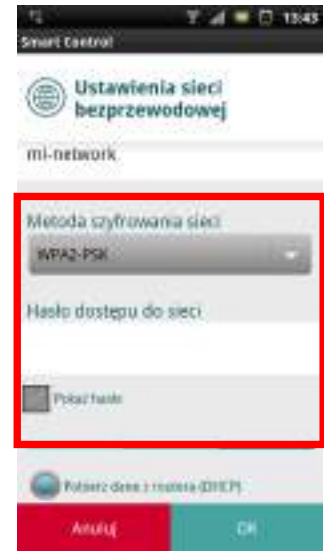 13:43
Smart Control
Ustawienia sieci
bezprzewodowej
mi-network
Metoda szyfrowania sieci
WPA2-PSK
Hasło dostępu do sieci
Pokaż hasło
Pobierz dane z routera (DHCP)
Anuluj
OK